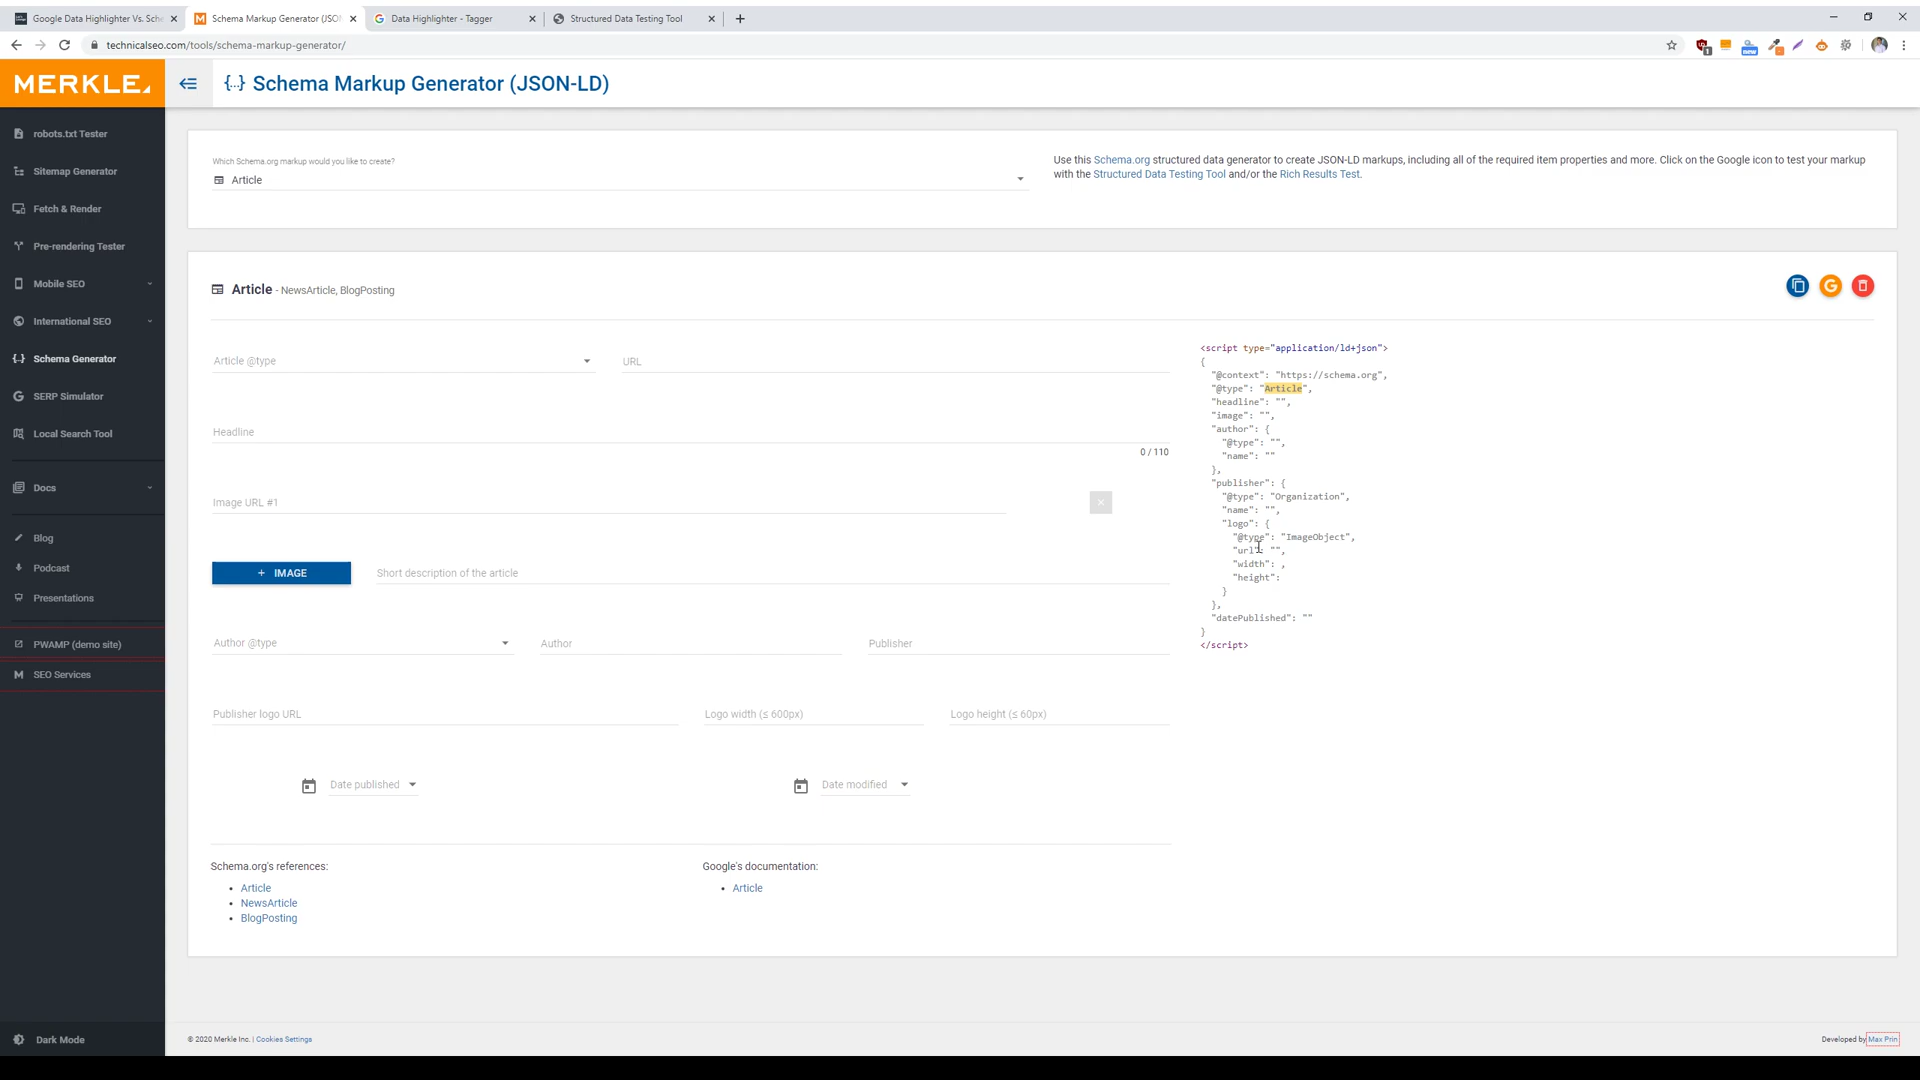 Google Data Highlighter Vs. Sche
Schema Markup Generator (JSON
Data Highlighter - Tagger
Structured Data Testing Tool
technicalseo.com/tools/schema-markup-generator/
new
MERKLE
{...} Schema Markup Generator (JSON-LD)
robots.txt Tester
Sitemap Generator
Fetch & Render
Pre-rendering Tester
Mobile SEO
International SEO
Schema Generator
SERP Simulator
Local Search Tool
Docs
Blog
Podcast
Presentations
PWAMP (demo site)
SEO Services
Dark Mode
Which Schema.org markup would you like to create?
Article
Use this Schema.org structured data generator to create JSON-LD markups, including all of the required item properties and more. Click on the Google icon to test your markup
with the Structured Data Testing Tool and/or the Rich Results Test.
Article - NewsArticle, BlogPosting
Article @type
URL
Headline
0 / 110
Image URL #1
+ IMAGE
Short description of the article
Author @type
Author
Publisher
Publisher logo URL
Logo width (≤ 600px)
Logo height (≤ 60px)
Date published
Date modified
Schema.org's references:
Article
NewsArticle
BlogPosting
Google's documentation:
Article
<script type="application/ld+json">
{
"@context": "https://schema.org",
"@type": "Article",
"headline": "",
"image": "",
"author": {
"@type": "",
"name": ""
},
"publisher": {
"@type": "Organization",
"name": "",
"logo": {
"@type": "ImageObject",
"url": "",
"width": ,
"height":
}
},
"datePublished": ""
}
</script>
© 2020 Merkle Inc. | Cookies Settings
Developed by Max Prin